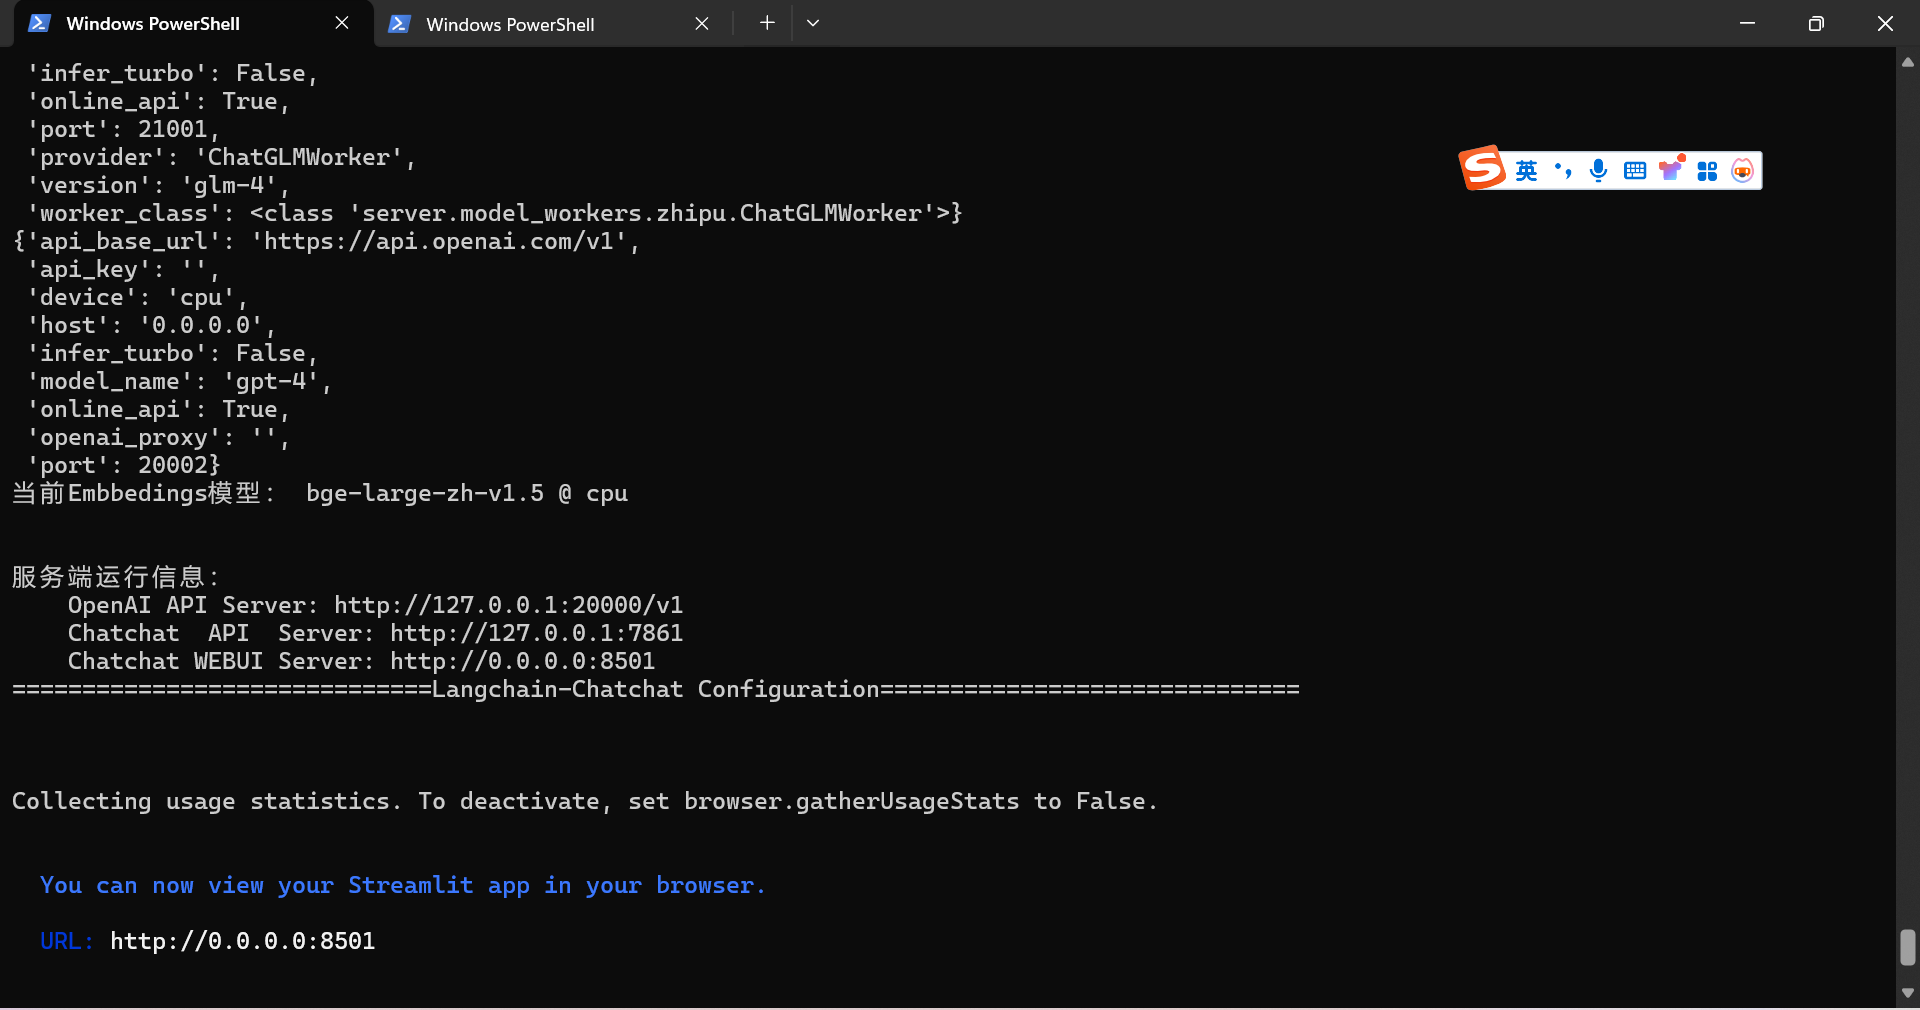 Windows PowerShell
Windows PowerShell
'infer_turbo': False,
'online_api': True,
'port': 21001,
'provider': 'ChatGLMWorker',
'version': 'glm-4',
'worker_class': <class 'server.model_workers.zhipu.ChatGLMWorker'>}
{'api_base_url': 'https://api.openai.com/v1',
'api_key': '',
'device': 'cpu',
'host': '0.0.0.0',
'infer_turbo': False,
'model_name': 'gpt-4',
'online_api': True,
'openai_proxy': '',
'port': 20002}
当前Embbedings模型： bge-large-zh-v1.5 @ cpu
服务端运行信息：
OpenAI API Server: http://127.0.0.1:20000/v1
Chatchat  API  Server: http://127.0.0.1:7861
Chatchat WEBUI Server: http://0.0.0.0:8501
==============================Langchain-Chatchat Configuration==============================
Collecting usage statistics. To deactivate, set browser.gatherUsageStats to False.
You can now view your Streamlit app in your browser.
URL: http://0.0.0.0:8501
S 英